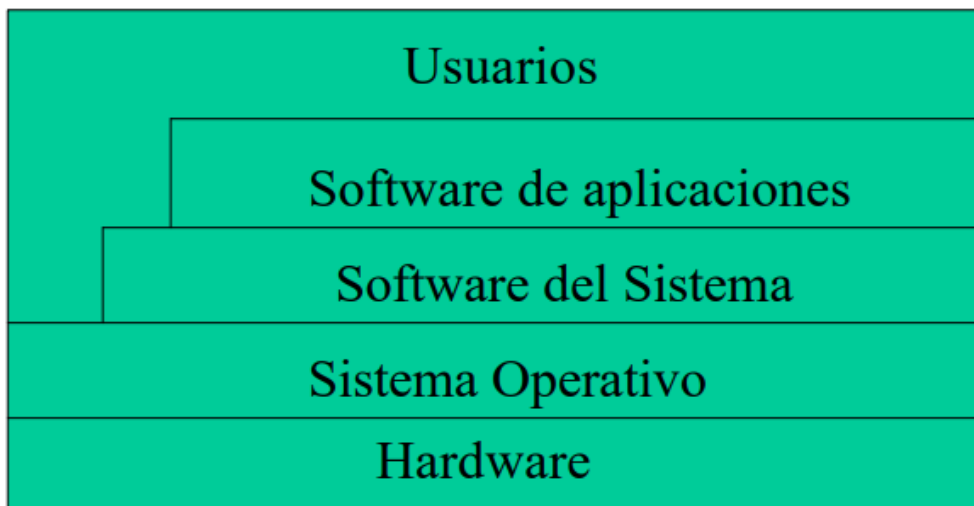 Usuarios
Software de aplicaciones
Software del Sistema
Sistema Operativo
Hardware